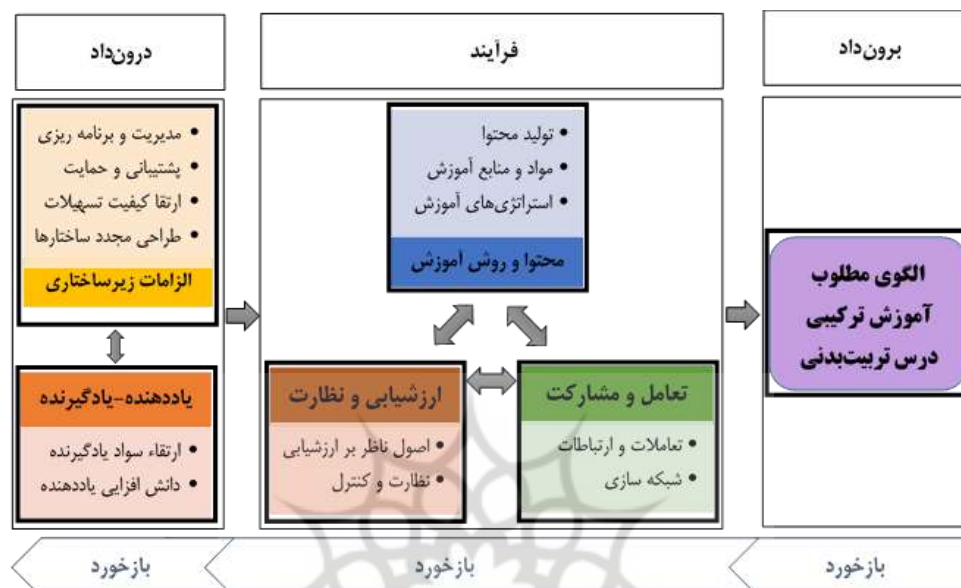 درون‌داد
فرآیند
برون‌داد
• مدیریت و برنامه ریزی
• پشتیبانی و حمایت
• ارتقا کیفیت تسهیلات
• طراحی مجدد ساختارها
الزامات زیرساختاری
یاددهنده-یادگیرنده
• ارتقاء سواد یادگیرنده
• دانش افزایی یاددهنده
• تولید محتوا
• مواد و منابع آموزش
• استراتژی‌های آموزش
محتوا و روش آموزش
ارزشیابی و نظارت
• اصول ناظر بر ارزشیابی
• نظارت و کنترل
تعامل و مشارکت
• تعاملات و ارتباطات
• شبکه سازی
الگوی مطلوب
آموزش ترکیبی
درس تربیت‌بدنی
بازخورد
بازخورد
بازخورد